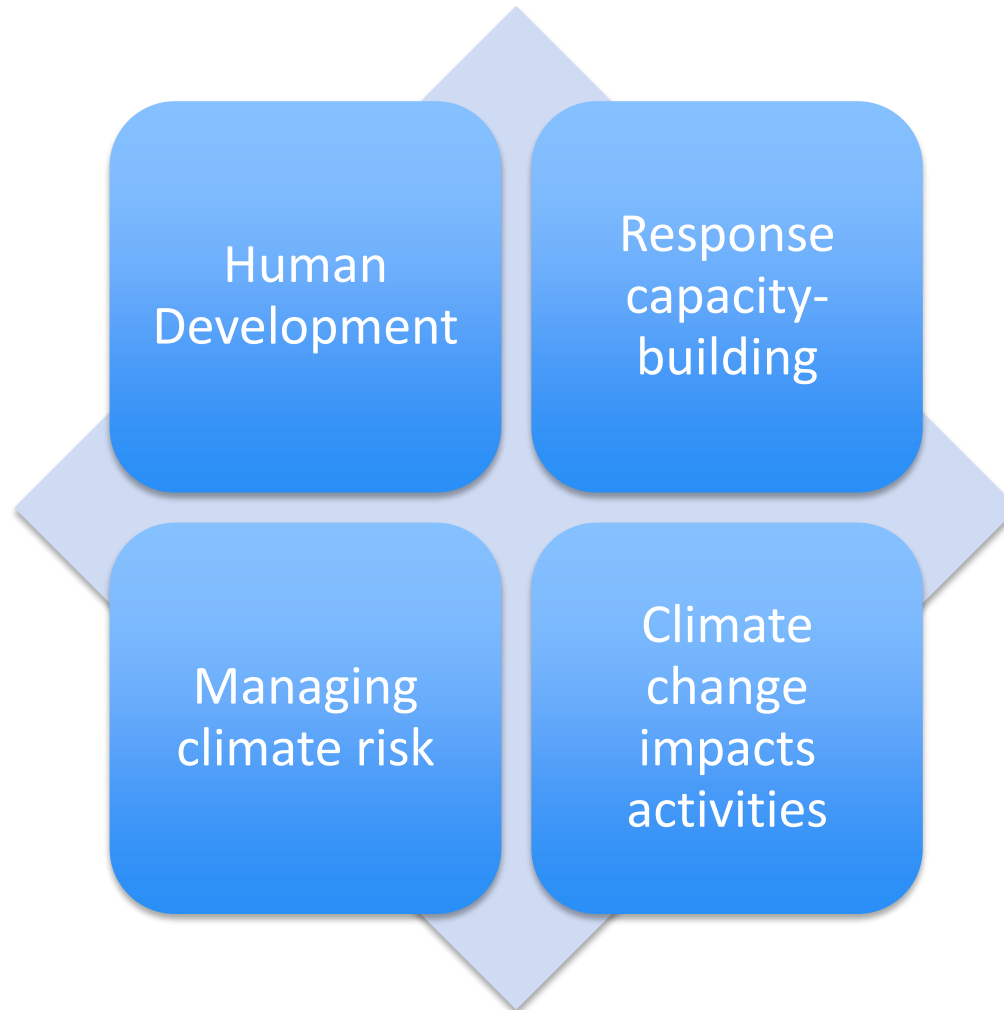 Human
Development
Response
capacity-
building
Managing
climate risk
Climate
change
impacts
activities